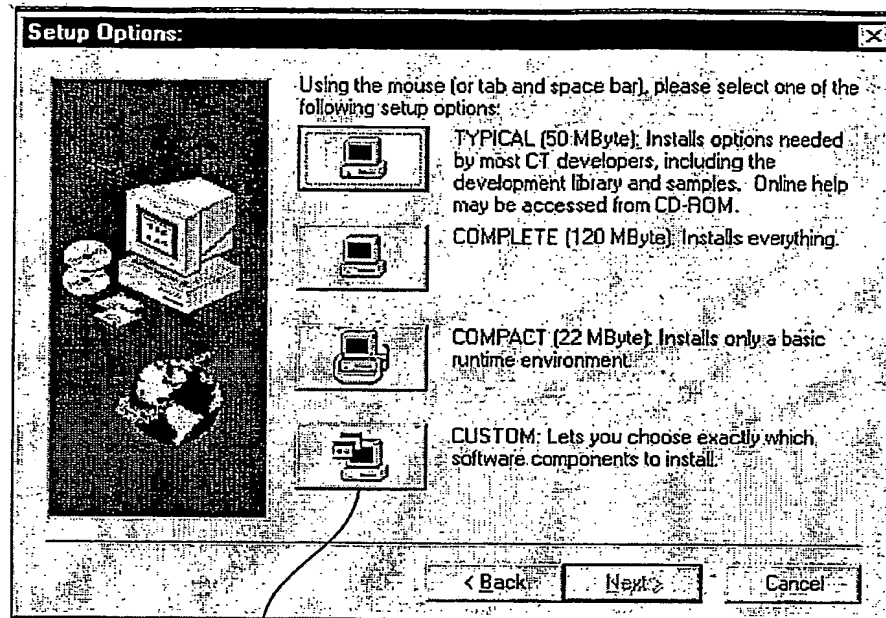 Setup Options:
Using the mouse (or tab and space bar), please select one of the
following setup options:
TYPICAL (50 MByte): Installs options needed
by most CT developers, including the
development library and samples. Online help
may be accessed from CD-ROM.
COMPLETE (120 MByte): Installs everything.
COMPACT (22 MByte): Installs only a basic
runtime environment.
CUSTOM: Lets you choose exactly which
software components to install.
< Back
Next >
Cancel